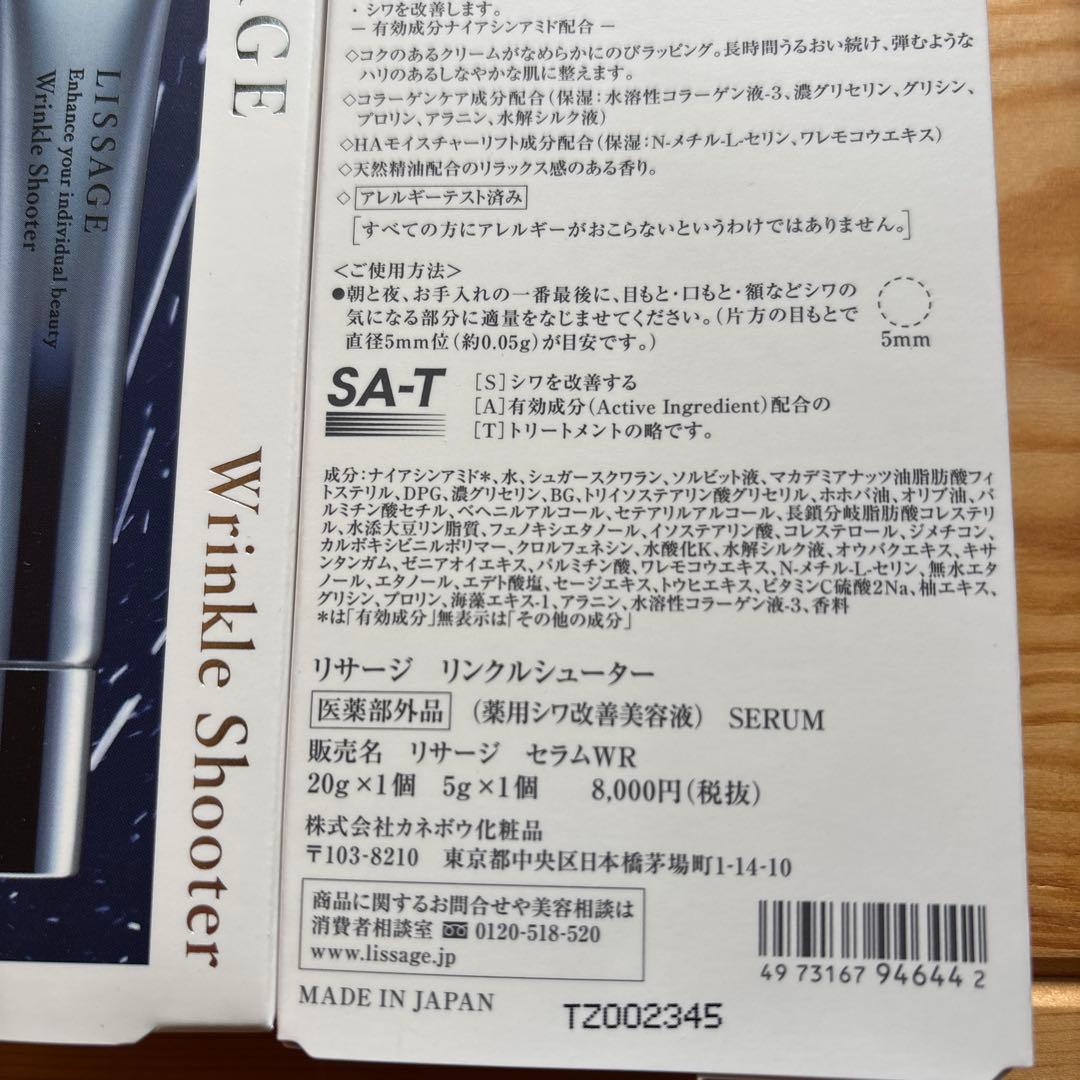 LISSAGE
Enhance your individual beauty
Wrinkle Shooter
GE
Wrinkle Shooter
・シワを改善します。
― 有効成分ナイアシンアミド配合 ―
◇コクのあるクリームがなめらかにのびラッピング。長時間うるおい続け、弾むような
ハリのあるしなやかな肌に整えます。
◇コラーゲンケア成分配合(保湿:水溶性コラーゲン液-3、濃グリセリン、グリシン、
プロリン、アラニン、水解シルク液)
◇HAモイスチャーリフト成分配合(保湿:N-メチル-L-セリン、ワレモコウエキス)
◇天然精油配合のリラックス感のある香り。
◇アレルギーテスト済み
[すべての方にアレルギーがおこらないというわけではありません。]
<ご使用方法>
●朝と夜、お手入れの一番最後に、目もと・口もと・額などシワの
気になる部分に適量をなじませてください。(片方の目もとで
直径5mm位(約0.05g)が目安です。)
5mm
SA-T
[S]シワを改善する
[A]有効成分(Active Ingredient)配合の
[T]トリートメントの略です。
成分:ナイアシンアミド*、水、シュガースクワラン、ソルビット液、マカデミアナッツ油脂肪酸フィ
トステリル、DPG、濃グリセリン、BG、トリイソステアリン酸グリセリル、ホホバ油、オリブ油、パ
ルミチン酸セチル、ベヘニルアルコール、セテアリルアルコール、長鎖分岐脂肪酸コレステリ
ル、水添大豆リン脂質、フェノキシエタノール、イソステアリン酸、コレステロール、ジメチコン、
カルボキシビニルポリマー、クロルフェネシン、水酸化K、水解シルク液、オウバクエキス、キサ
ンタンガム、ゼニアオイエキス、パルミチン酸、ワレモコウエキス、N-メチル-L-セリン、無水エタ
ノール、エタノール、エデト酸塩、セージエキス、トウヒエキス、ビタミンC硫酸2Na、柚エキス、
グリシン、プロリン、海藻エキス-1、アラニン、水溶性コラーゲン液-3、香料
*は「有効成分」無表示は「その他の成分」
リサージ リンクルシューター
医薬部外品 (薬用シワ改善美容液) SERUM
販売名 リサージ セラムWR
20g×1個 5g×1個 8,000円(税抜)
株式会社カネボウ化粧品
〒103-8210 東京都中央区日本橋茅場町1-14-10
商品に関するお問合せや美容相談は
消費者相談室 0120-518-520
www.lissage.jp
MADE IN JAPAN
TZ002345
4973167946442